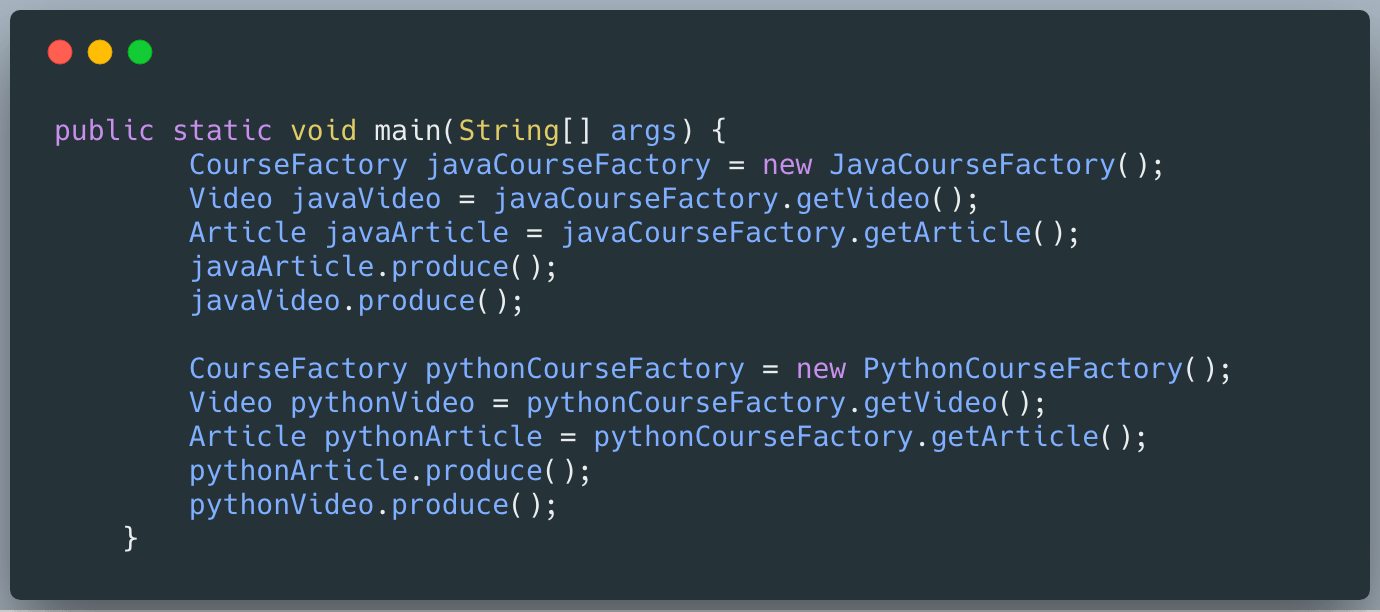 public static void main(String[] args) {
        CourseFactory javaCourseFactory = new JavaCourseFactory();
        Video javaVideo = javaCourseFactory.getVideo();
        Article javaArticle = javaCourseFactory.getArticle();
        javaArticle.produce();
        javaVideo.produce();

        CourseFactory pythonCourseFactory = new PythonCourseFactory();
        Video pythonVideo = pythonCourseFactory.getVideo();
        Article pythonArticle = pythonCourseFactory.getArticle();
        pythonArticle.produce();
        pythonVideo.produce();
    }